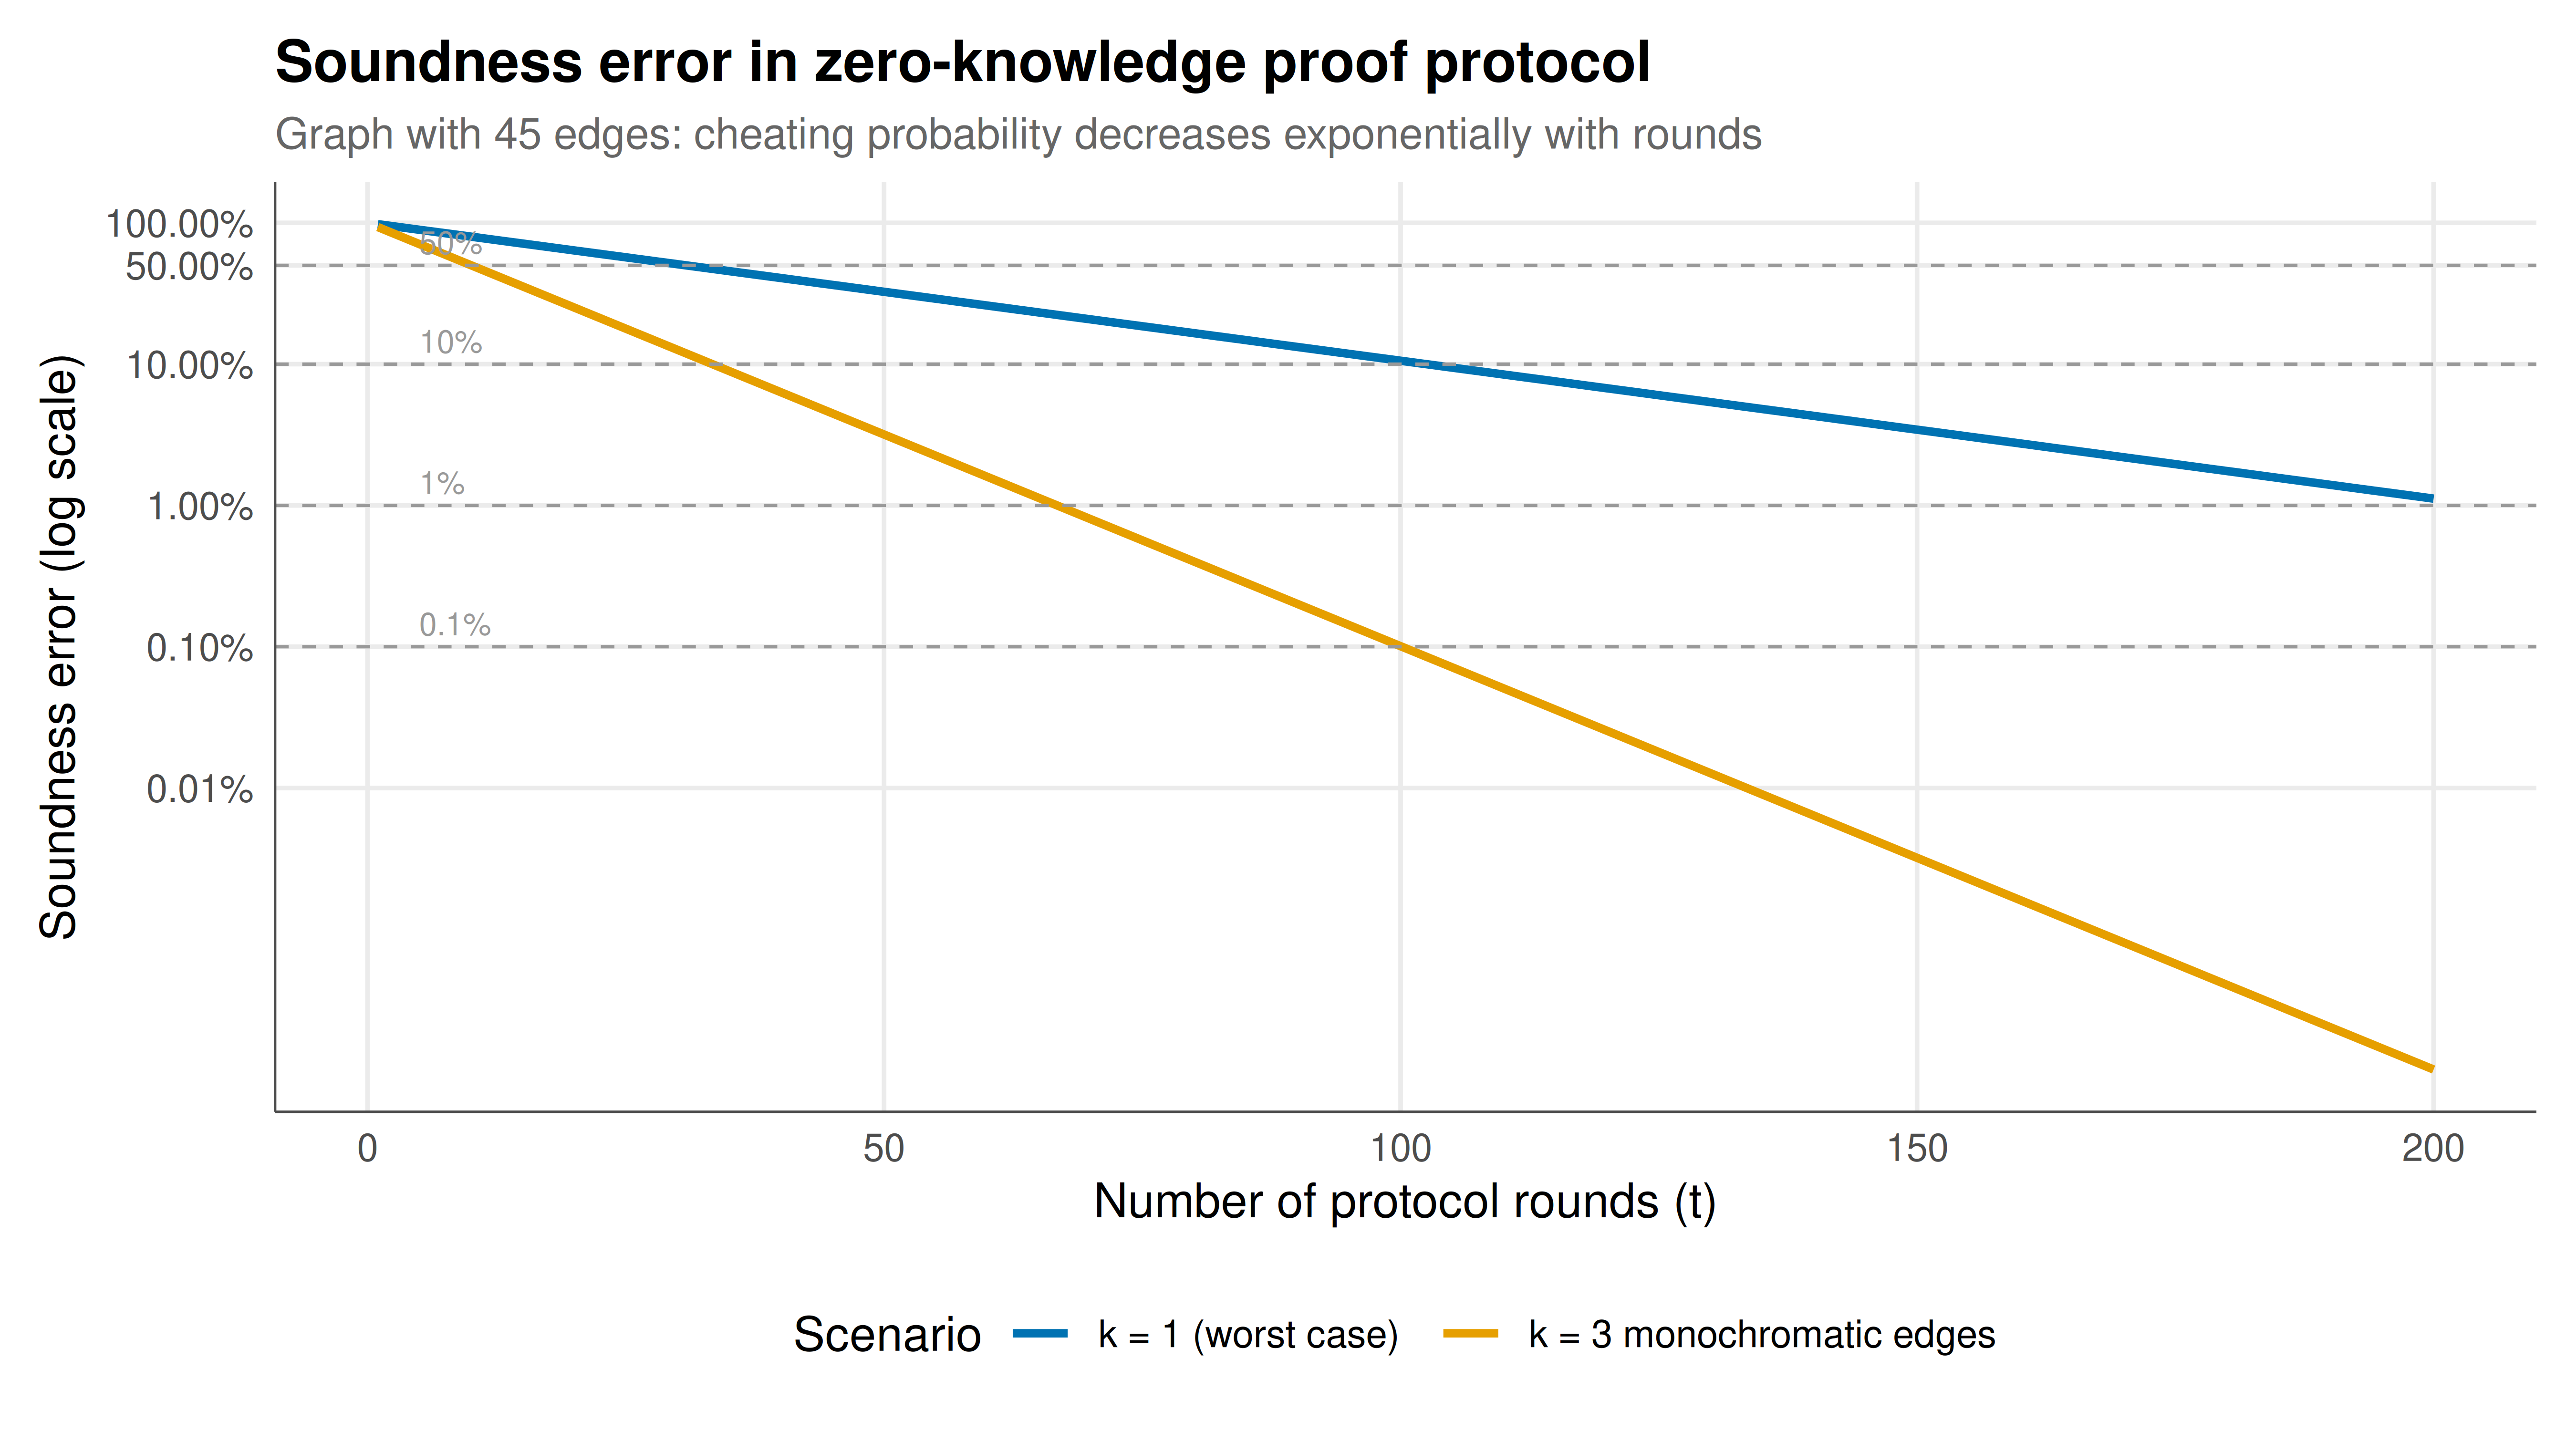 Soundness error in zero-knowledge proof protocol
Graph with 45 edges: cheating probability decreases exponentially with rounds
Soundness error (log scale)
100.00%
50%
50.00%
10%
10.00%
1%
1.00%
0.1%
0.10%
0.01%
0 50 100 150 200
Number of protocol rounds (t)
Scenario k = 1 (worst case) k = 3 monochromatic edges